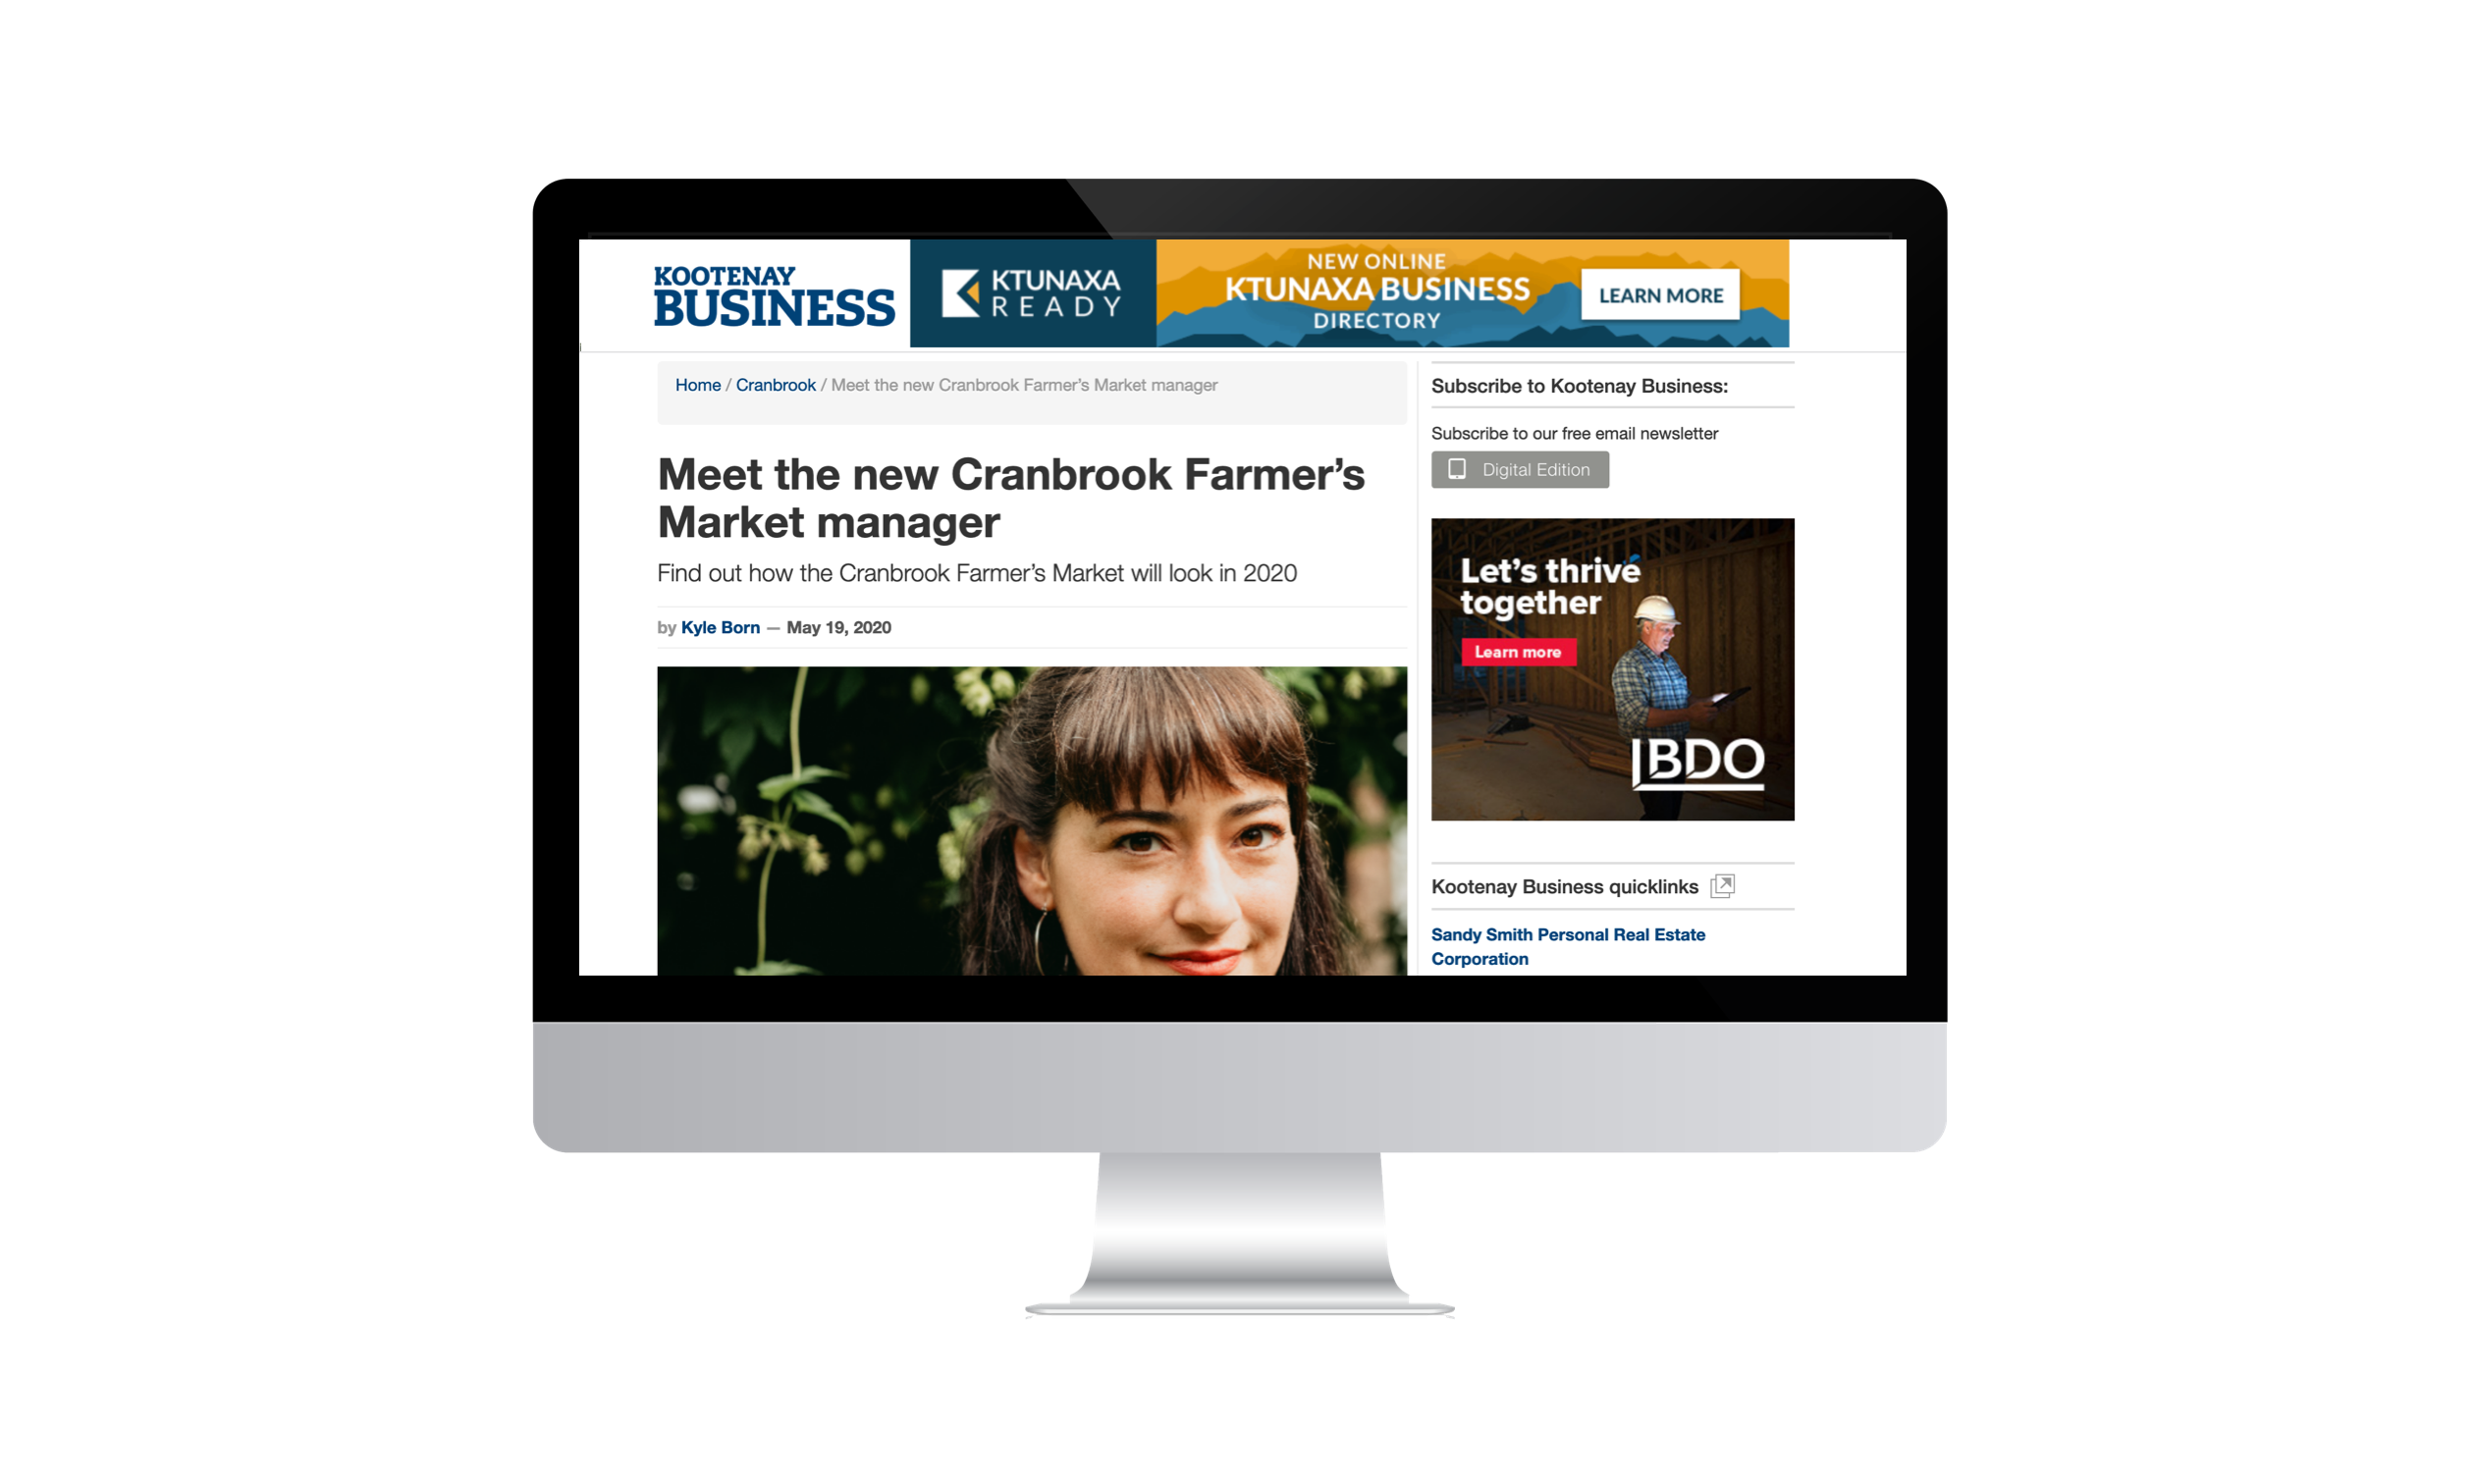 KOOTENAY
BUSINESS
KTUNAXA
READY
NEW ONLINE
KTUNAXA BUSINESS
DIRECTORY
LEARN MORE
Home / Cranbrook / Meet the new Cranbrook Farmer’s Market manager
Meet the new Cranbrook Farmer’s
Market manager
Find out how the Cranbrook Farmer’s Market will look in 2020
by Kyle Born — May 19, 2020
Subscribe to Kootenay Business:
Subscribe to our free email newsletter
Digital Edition
Let’s thrive
together
Learn more
BDO
Kootenay Business quicklinks
Sandy Smith Personal Real Estate
Corporation